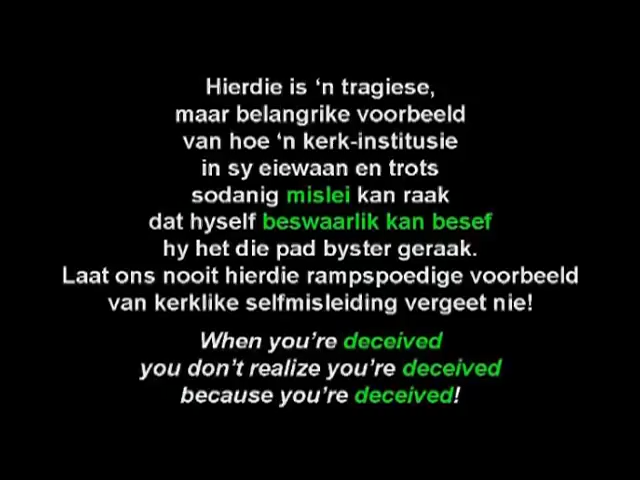 Hierdie is ‘n tragiese,
maar belangrike voorbeeld
van hoe ‘n kerk-institusie
in sy eiewaan en trots
sodanig mislei kan raak
dat hyself beswaarlik kan besef
hy het die pad byster geraak.
Laat ons nooit hierdie rampspoedige voorbeeld
van kerklike selfmisleiding vergeet nie!
When you’re deceived
you don’t realize you’re deceived
because you’re deceived!